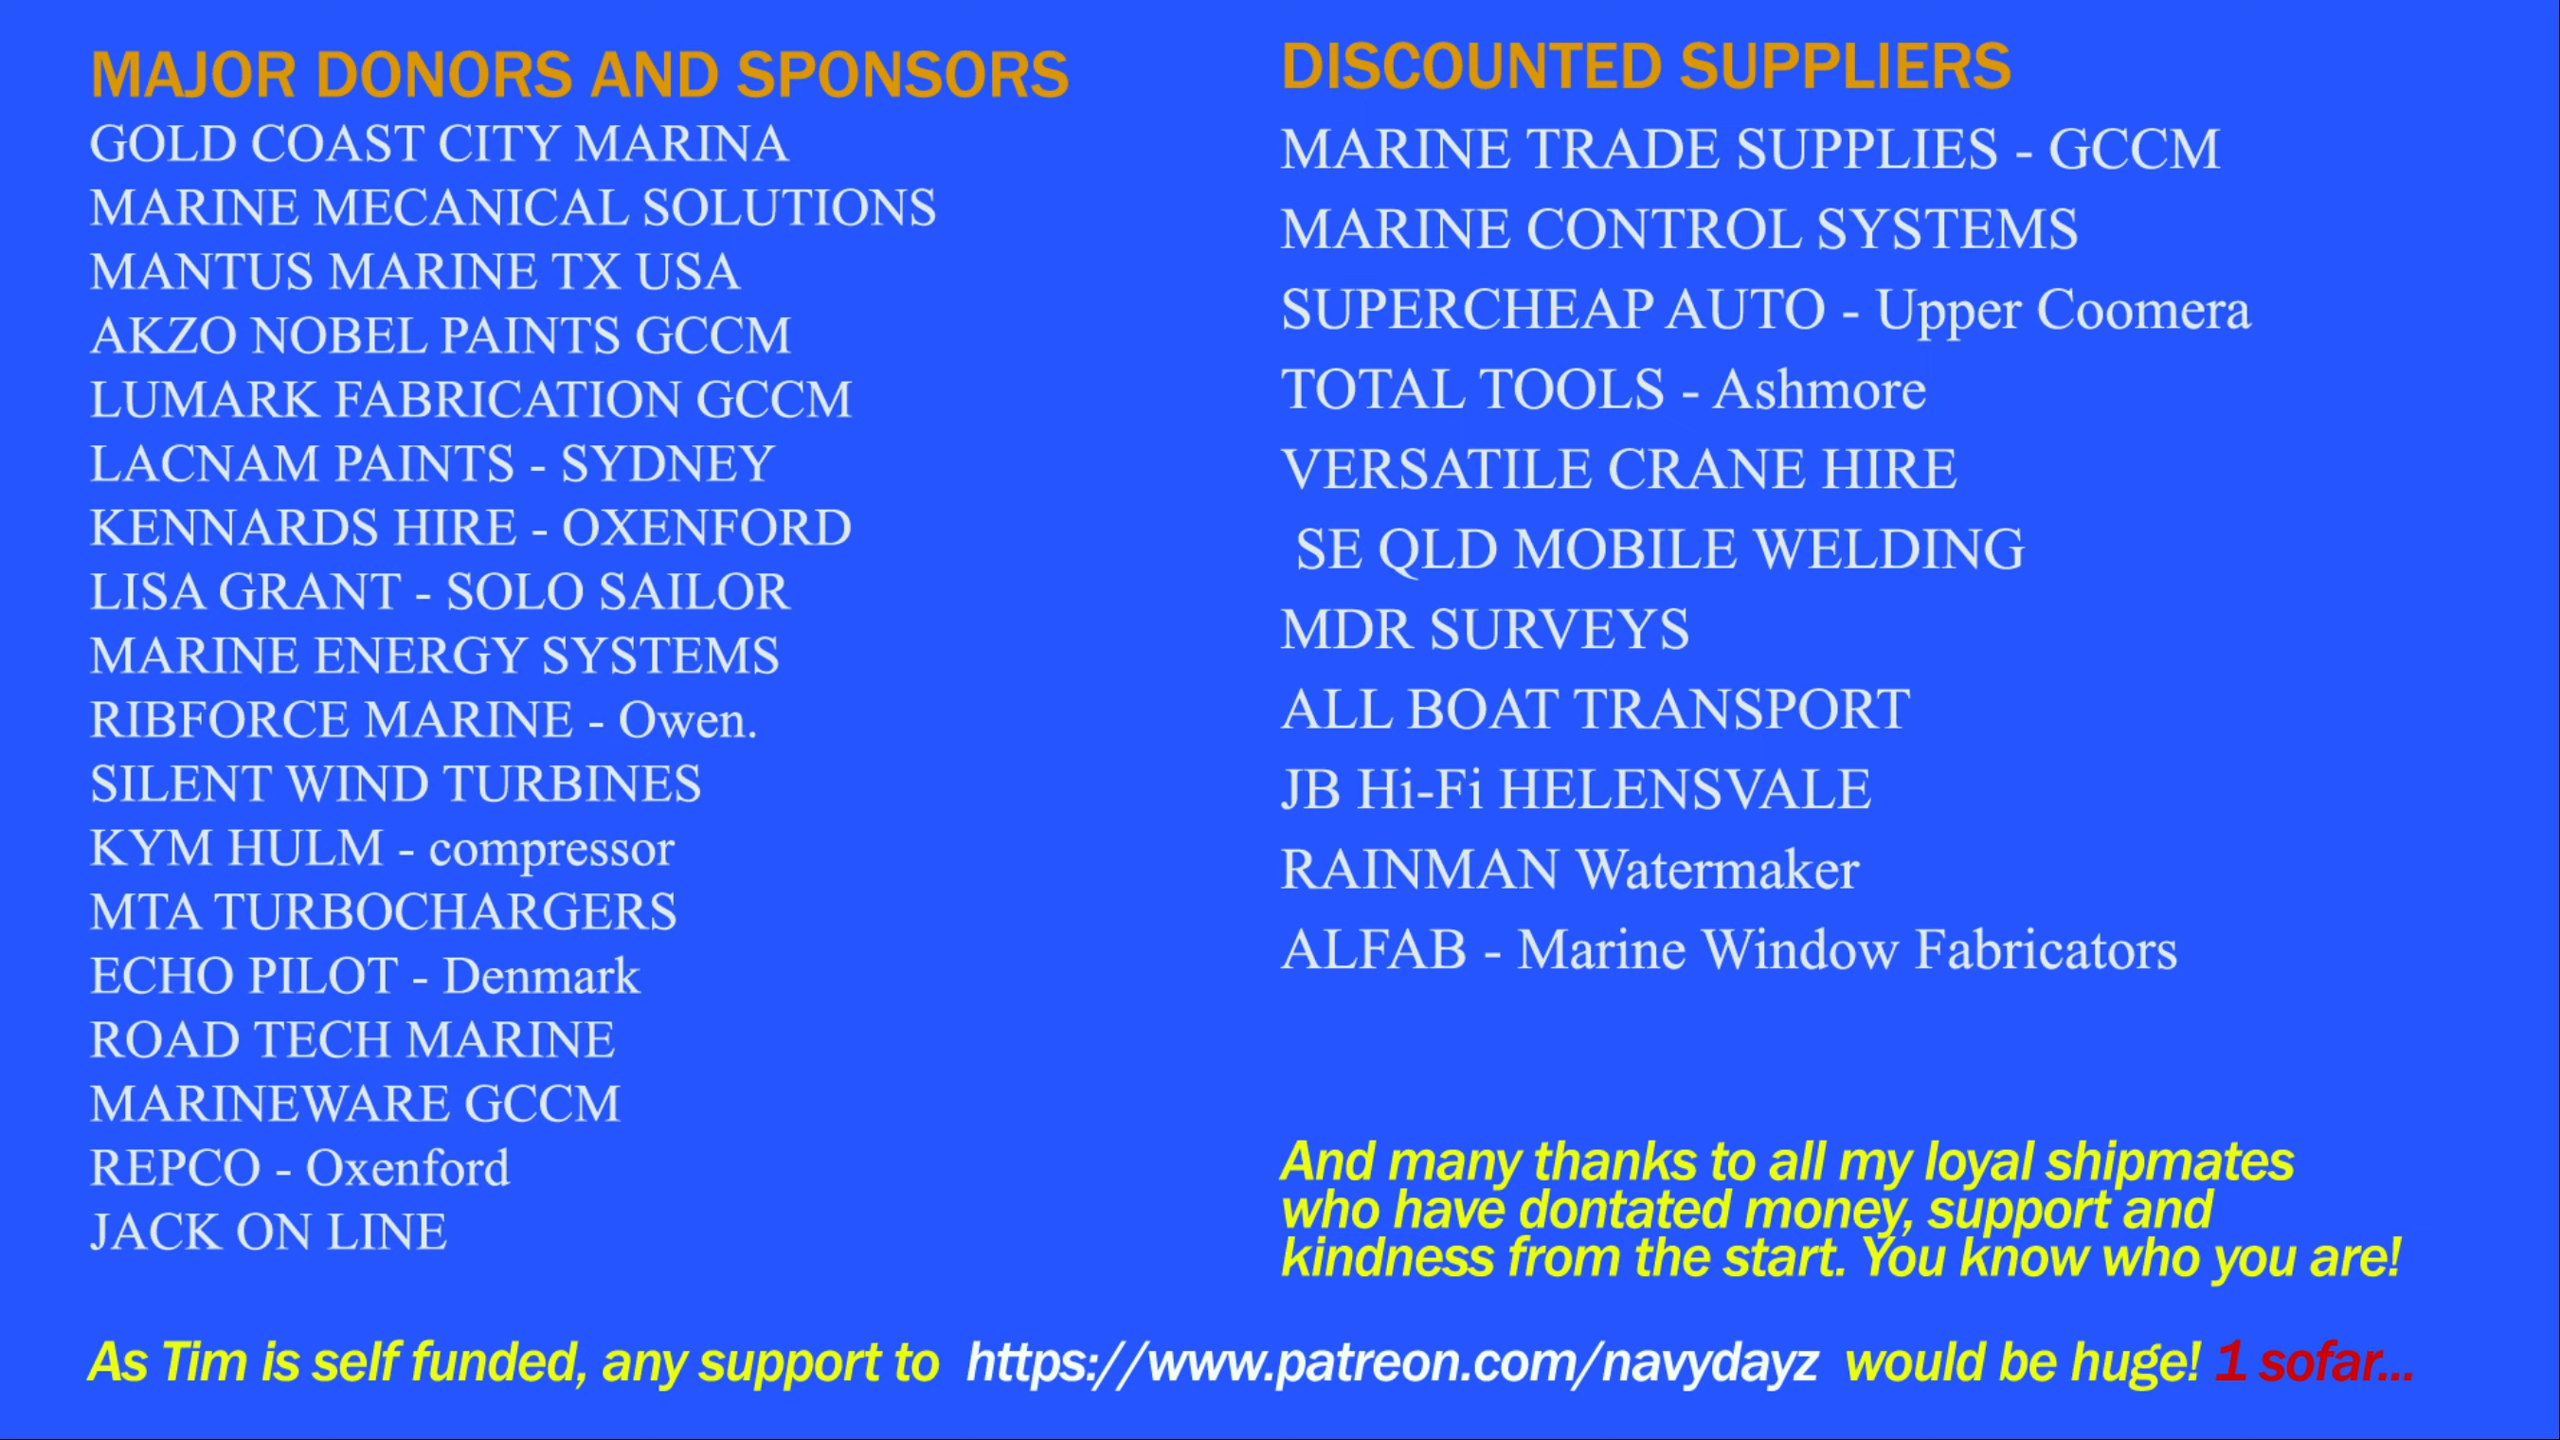 MAJOR DONORS AND SPONSORS
GOLD COAST CITY MARINA
MARINE MECANICAL SOLUTIONS
MANTUS MARINE TX USA
AKZO NOBEL PAINTS GCCM
LUMARK FABRICATION GCCM
LACNAM PAINTS - SYDNEY
KENNARDS HIRE - OXENFORD
LISA GRANT - SOLO SAILOR
MARINE ENERGY SYSTEMS
RIBFORCE MARINE - Owen.
SILENT WIND TURBINES
KYM HULM - compressor
MTA TURBOCHARGERS
ECHO PILOT - Denmark
ROAD TECH MARINE
MARINEWARE GCCM
REPCO - Oxenford
JACK ON LINE
DISCOUNTED SUPPLIERS
MARINE TRADE SUPPLIES - GCCM
MARINE CONTROL SYSTEMS
SUPERCHEAP AUTO - Upper Coomera
TOTAL TOOLS - Ashmore
VERSATILE CRANE HIRE
SE QLD MOBILE WELDING
MDR SURVEYS
ALL BOAT TRANSPORT
JB Hi-Fi HELENSVALE
RAINMAN Watermaker
ALFAB - Marine Window Fabricators
And many thanks to all my loyal shipmates
who have dontated money, support and
kindness from the start. You know who you are!
As Tim is self funded, any support to https://www.patreon.com/navydayz would be huge! 1 sofar...